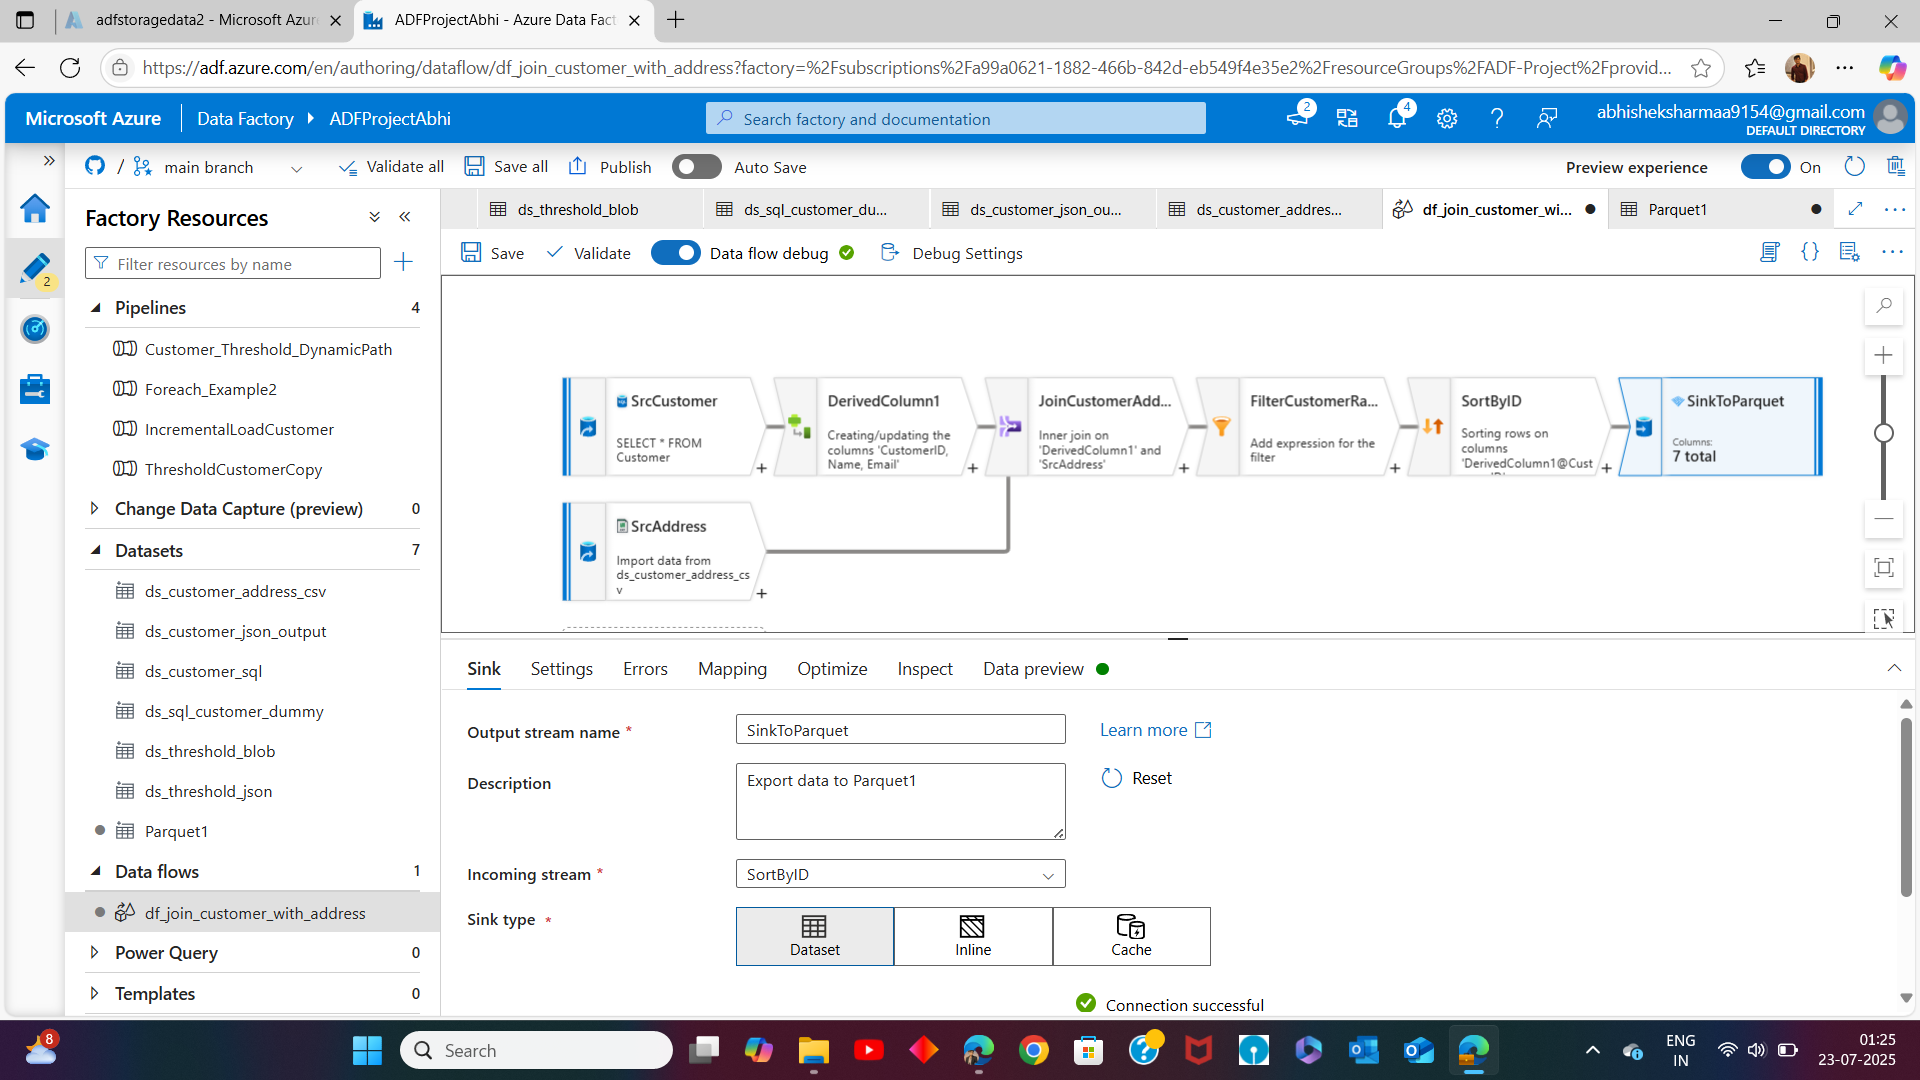 adfstoragedata2 - Microsoft Azure
ADFProjectAbhi - Azure Data Fact
https://adf.azure.com/en/authoring/dataflow/df_join_customer_with_address?factory=%2Fsubscriptions%2Fa99a0621-1882-466b-842d-eb549f4e35e2%2FresourceGroups%2FADF-Project%2Fprovid...
Microsoft Azure
Data Factory
ADFProjectAbhi
Search factory and documentation
2
4
abhisheksharmaa9154@gmail.com
DEFAULT DIRECTORY
/
main branch
Validate all
Save all
Publish
Auto Save
Preview experience
On
2
Factory Resources
Filter resources by name
Pipelines
4
Customer_Threshold_DynamicPath
Foreach_Example2
IncrementalLoadCustomer
ThresholdCustomerCopy
Change Data Capture (preview)
0
Datasets
7
ds_customer_address_csv
ds_customer_json_output
ds_customer_sql
ds_sql_customer_dummy
ds_threshold_blob
ds_threshold_json
Parquet1
Data flows
1
df_join_customer_with_address
Power Query
0
Templates
0
ds_threshold_blob
ds_sql_customer_du...
ds_customer_json_ou...
ds_customer_addres...
df_join_customer_wi...
Parquet1
Save
Validate
Data flow debug
Debug Settings
SrcCustomer
SELECT * FROM
Customer
DerivedColumn1
Creating/updating the
columns 'CustomerID,
Name, Email'
JoinCustomerAdd...
Inner join on
'DerivedColumn1' and
'SrcAddress'
FilterCustomerRa...
Add expression for the
filter
SortByID
Sorting rows on
columns
'DerivedColumn1@Cust
SinkToParquet
Columns:
7 total
SrcAddress
Import data from
ds_customer_address_cs
v
Sink
Settings
Errors
Mapping
Optimize
Inspect
Data preview
Output stream name *
SinkToParquet
Learn more
Description
Export data to Parquet1
Reset
Incoming stream *
SortByID
Sink type *
Dataset
Inline
Cache
Connection successful
8
Search
ENG
IN
01:25
23-07-2025